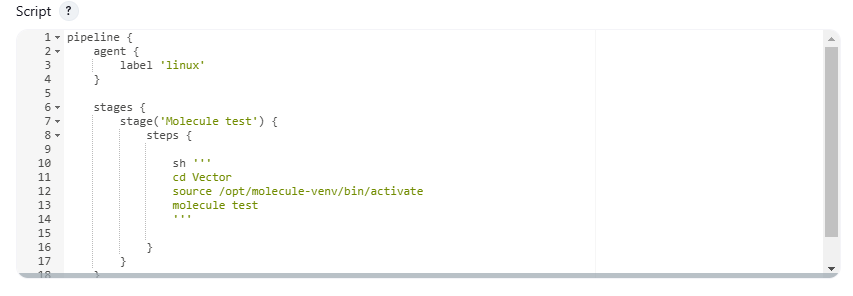 Script ?
1 pipeline {
2 agent {
3 label 'linux'
4 }
5
6 stages {
7 stage('Molecule test') {
8 steps {
9
10 sh '''
11 cd Vector
12 source /opt/molecule-venv/bin/activate
13 molecule test
14 '''
15
16 }
17 }
18 }